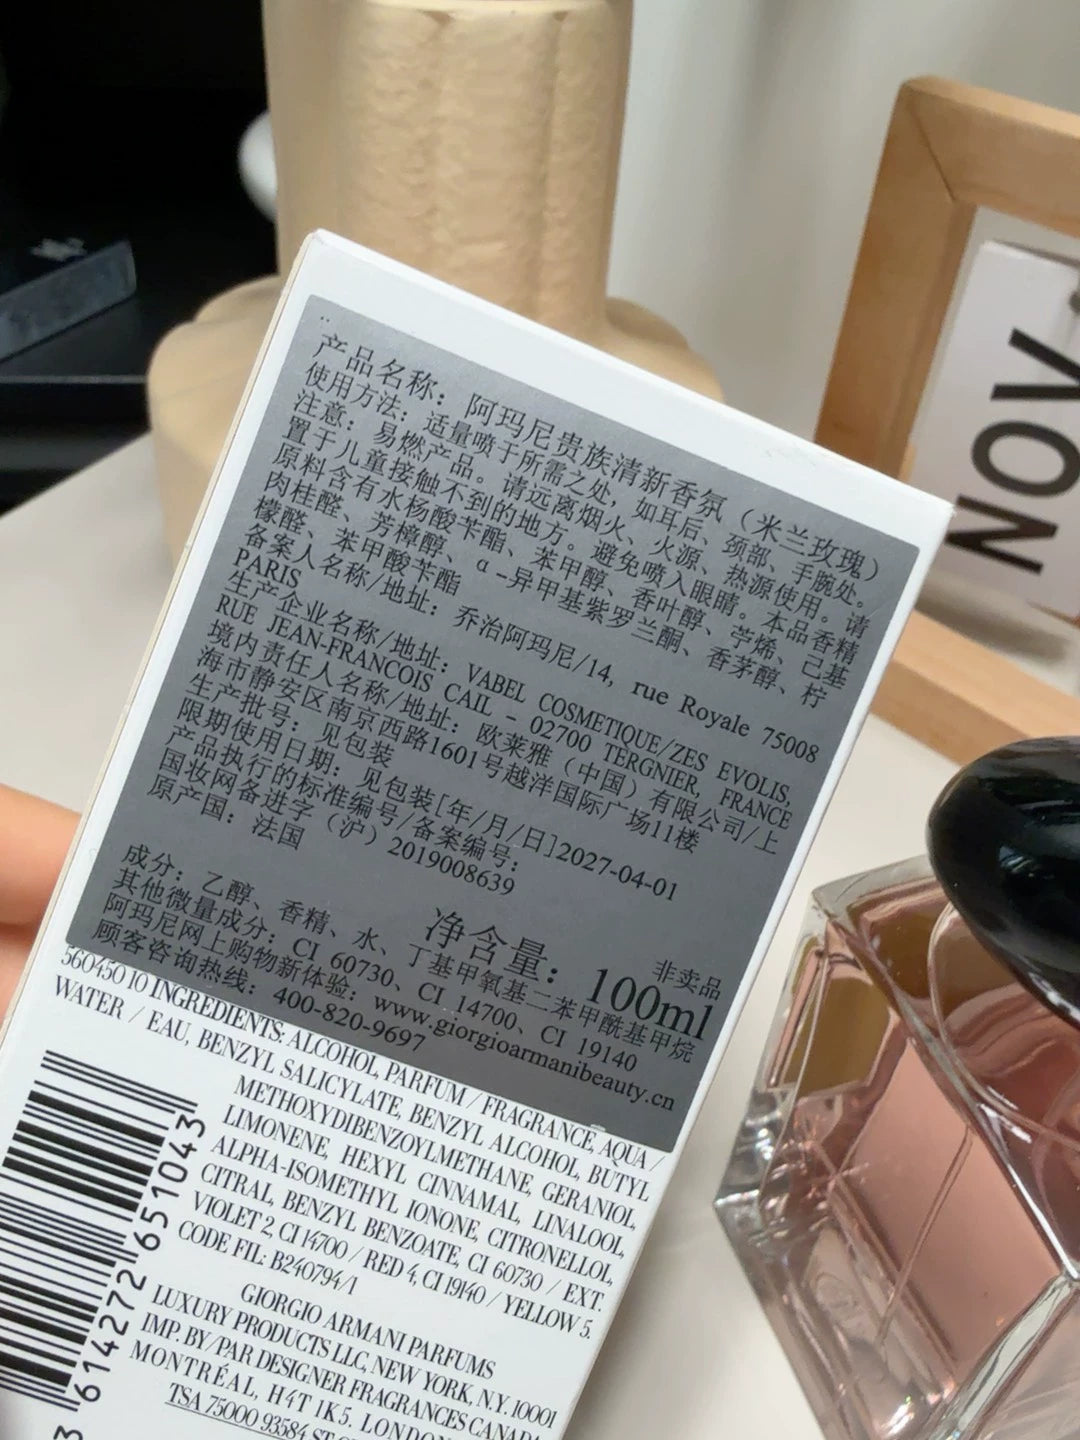 产品名称：阿玛尼贵族清新香氛（米兰玫瑰）
使用方法：适量喷于所需之处，如耳后、颈部、手腕处。
注意：易燃产品。请远离烟火、火源、热源使用。请
置于儿童接触不到的地方。避免喷入眼睛。本品香精
原料含有水杨酸苄酯、苯甲醇、香叶醇、苧烯、己基
肉桂醛、芳樟醇、α-异甲基紫罗兰酮、香茅醇、柠
檬醛、苯甲酸苄酯
备案人名称/地址：乔治阿玛尼/14, rue Royale 75008
PARIS
生产企业名称/地址：VABEL COSMETIQUE/ZES EVOLIS,
RUE JEAN-FRANCOIS CAIL - 02700 TERGNIER, FRANCE
境内责任人名称/地址：欧莱雅（中国）有限公司/上
海市静安区南京西路1601号越洋国际广场11楼
生产批号：见包装
限期使用日期：见包装[年/月/日]2027-04-01
产品执行的标准编号/备案编号：
国妆网备进字（沪）2019008639
原产国：法国
非卖品
净含量：100ml
成分：乙醇、香精、水、丁基甲氧基二苯甲酰基甲烷
其他微量成分：CI 60730、CI 14700、CI 19140
阿玛尼网上购物新体验：www.giorgioarmanibeauty.cn
顾客咨询热线：400-820-9697
560450 10 INGREDIENTS: ALCOHOL, PARFUM / FRAGRANCE, AQUA /
WATER / EAU, BENZYL SALICYLATE, BENZYL ALCOHOL, BUTYL
METHOXYDIBENZOYLMETHANE, GERANIOL,
LIMONENE, HEXYL CINNAMAL, LINALOOL,
ALPHA-ISOMETHYL IONONE, CITRONELLOL,
CITRAL, BENZYL BENZOATE, CI 60730 / EXT.
VIOLET 2, CI 14700 / RED 4, CI 19140 / YELLOW 5.
CODE FIL: B240794/1
GIORGIO ARMANI PARFUMS
LUXURY PRODUCTS LLC, NEW YORK, N.Y. 10001
IMP. BY/PAR DESIGNER FRAGRANCES CANADA
MONTRÉAL, H4T 1K5. LONDON
TSA 75000 93584 ST
3 614272 651043
NOV